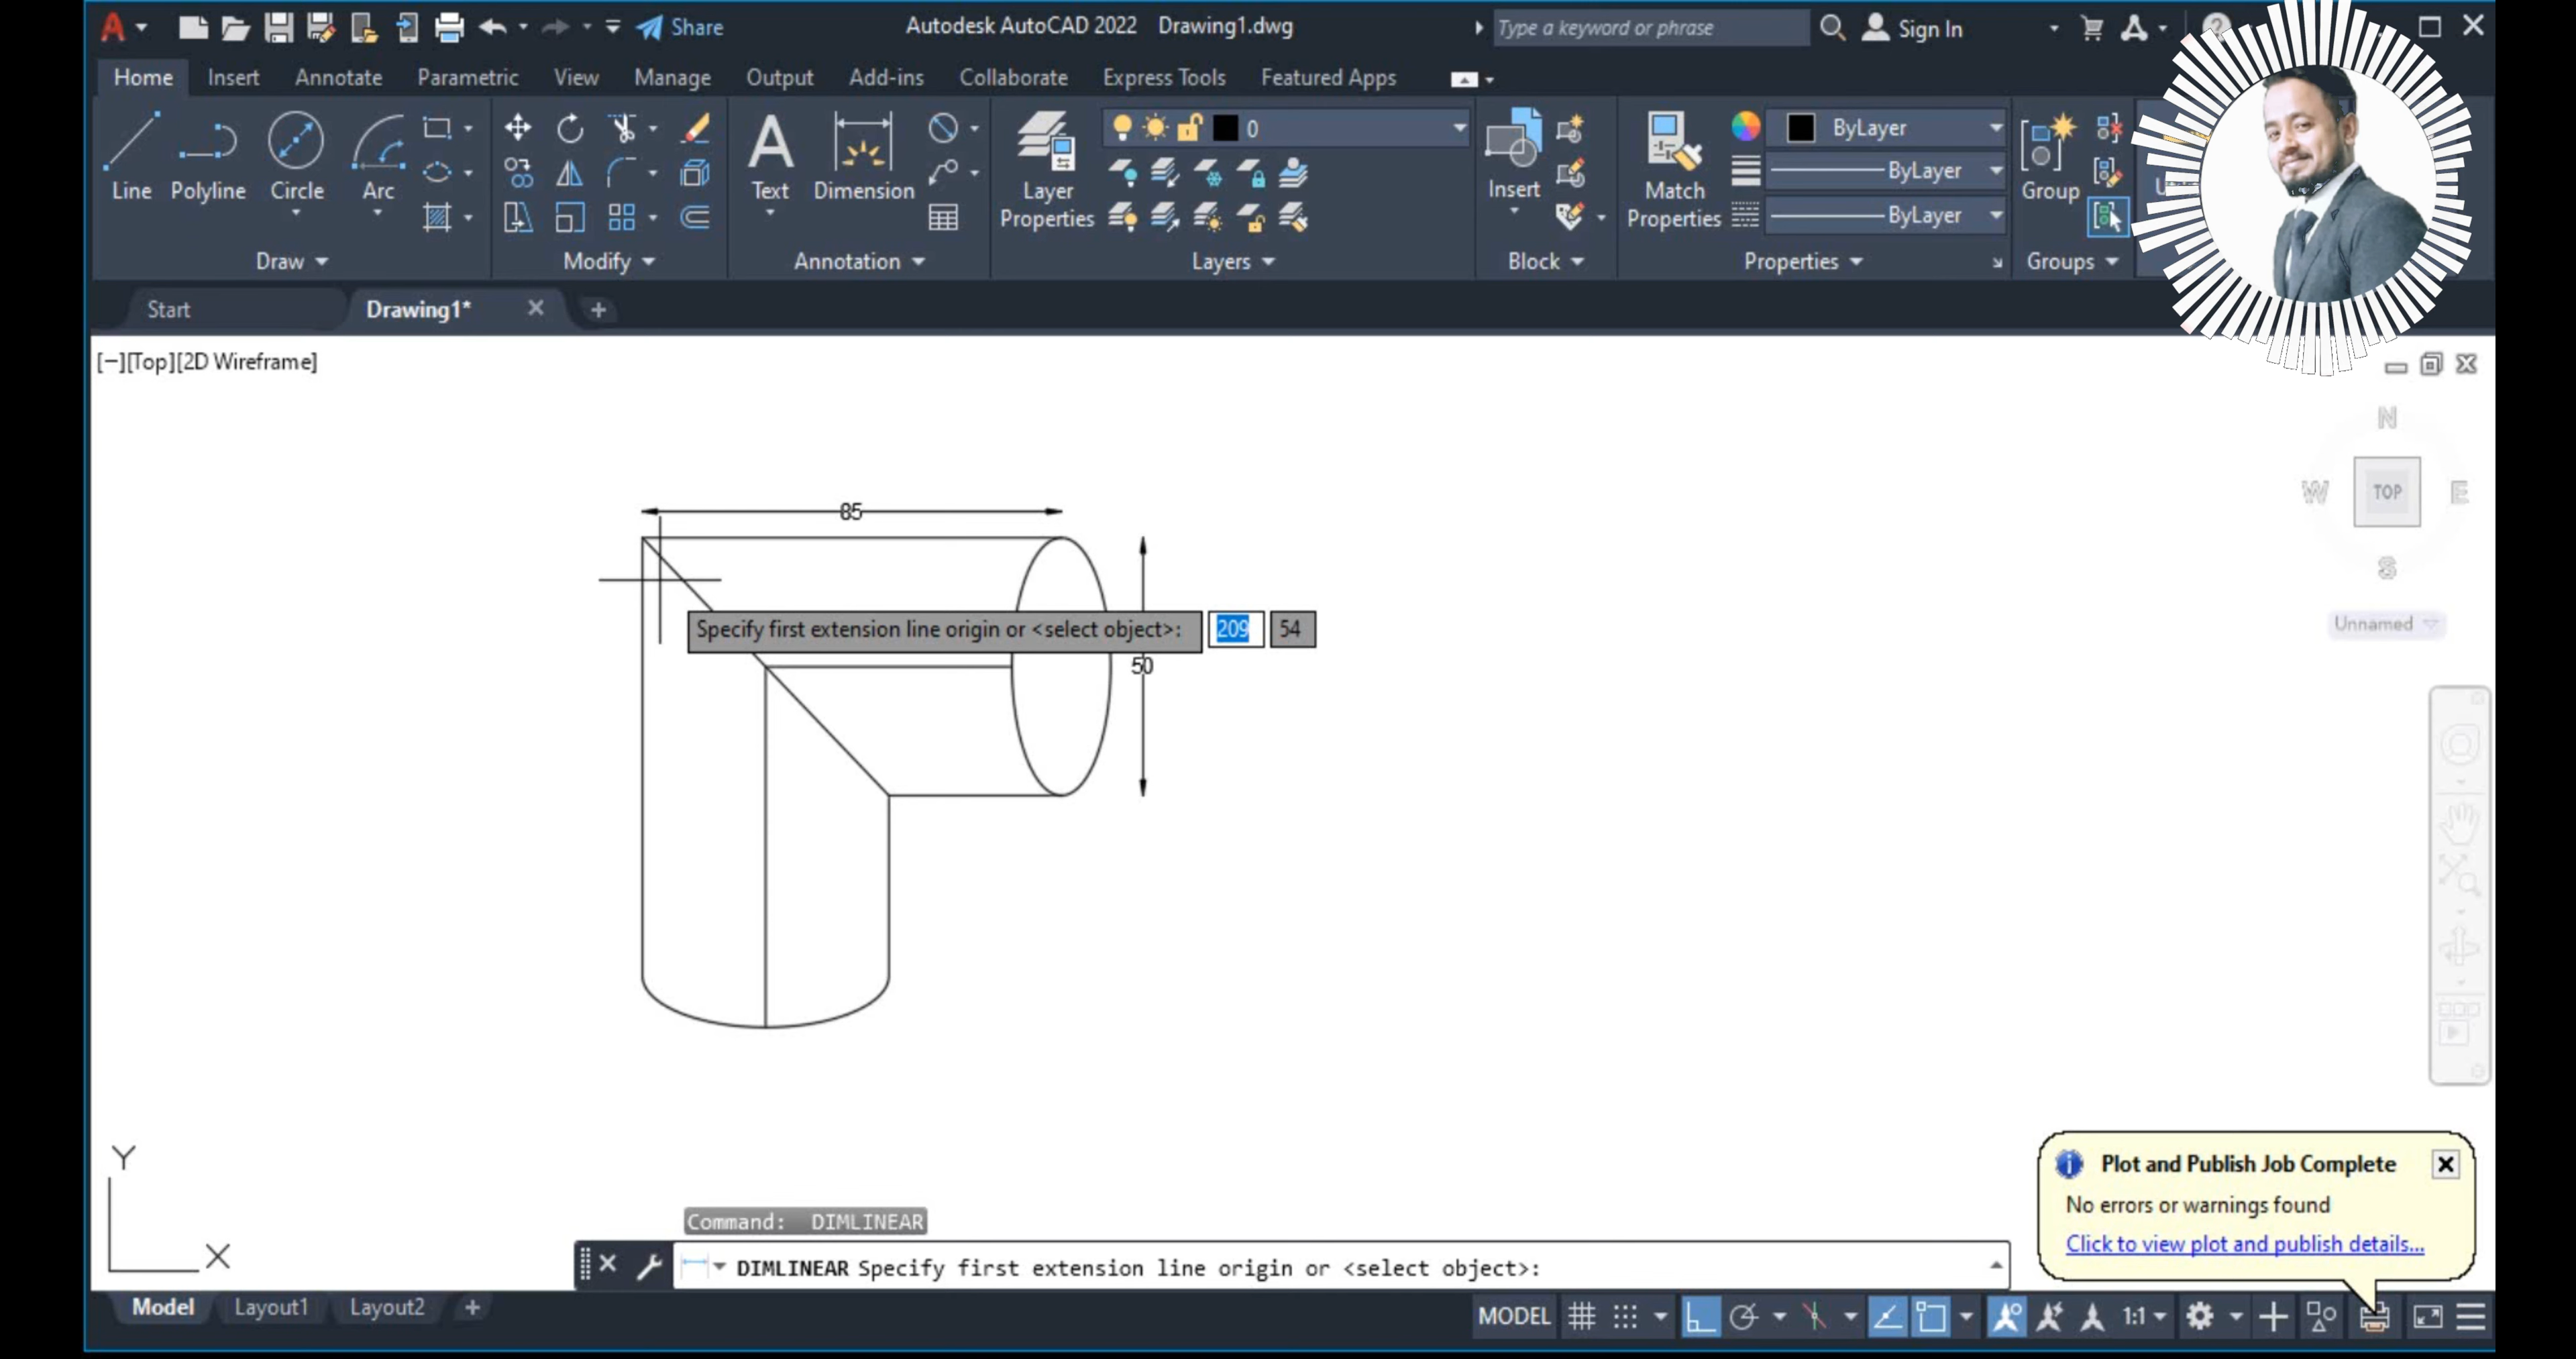 Share
Autodesk AutoCAD 2022 Drawing1.dwg
Type a keyword or phrase
Sign In
Home Insert Annotate Parametric View Manage Output Add-ins Collaborate Express Tools Featured Apps
0
ByLayer
Line Polyline Circle Arc
Text Dimension
Layer Properties
Insert
Match Properties
ByLayer
ByLayer
Group
Draw Modify Annotation Layers Block Properties Groups
Start Drawing1*
[−][Top][2D Wireframe]
N
W TOP E
S
Unnamed
85
Specify first extension line origin or <select object>: 209 54
50
Y
X
Plot and Publish Job Complete
No errors or warnings found
Click to view plot and publish details...
Command: DIMLINEAR
DIMLINEAR Specify first extension line origin or <select object>:
Model Layout1 Layout2
MODEL 1:1